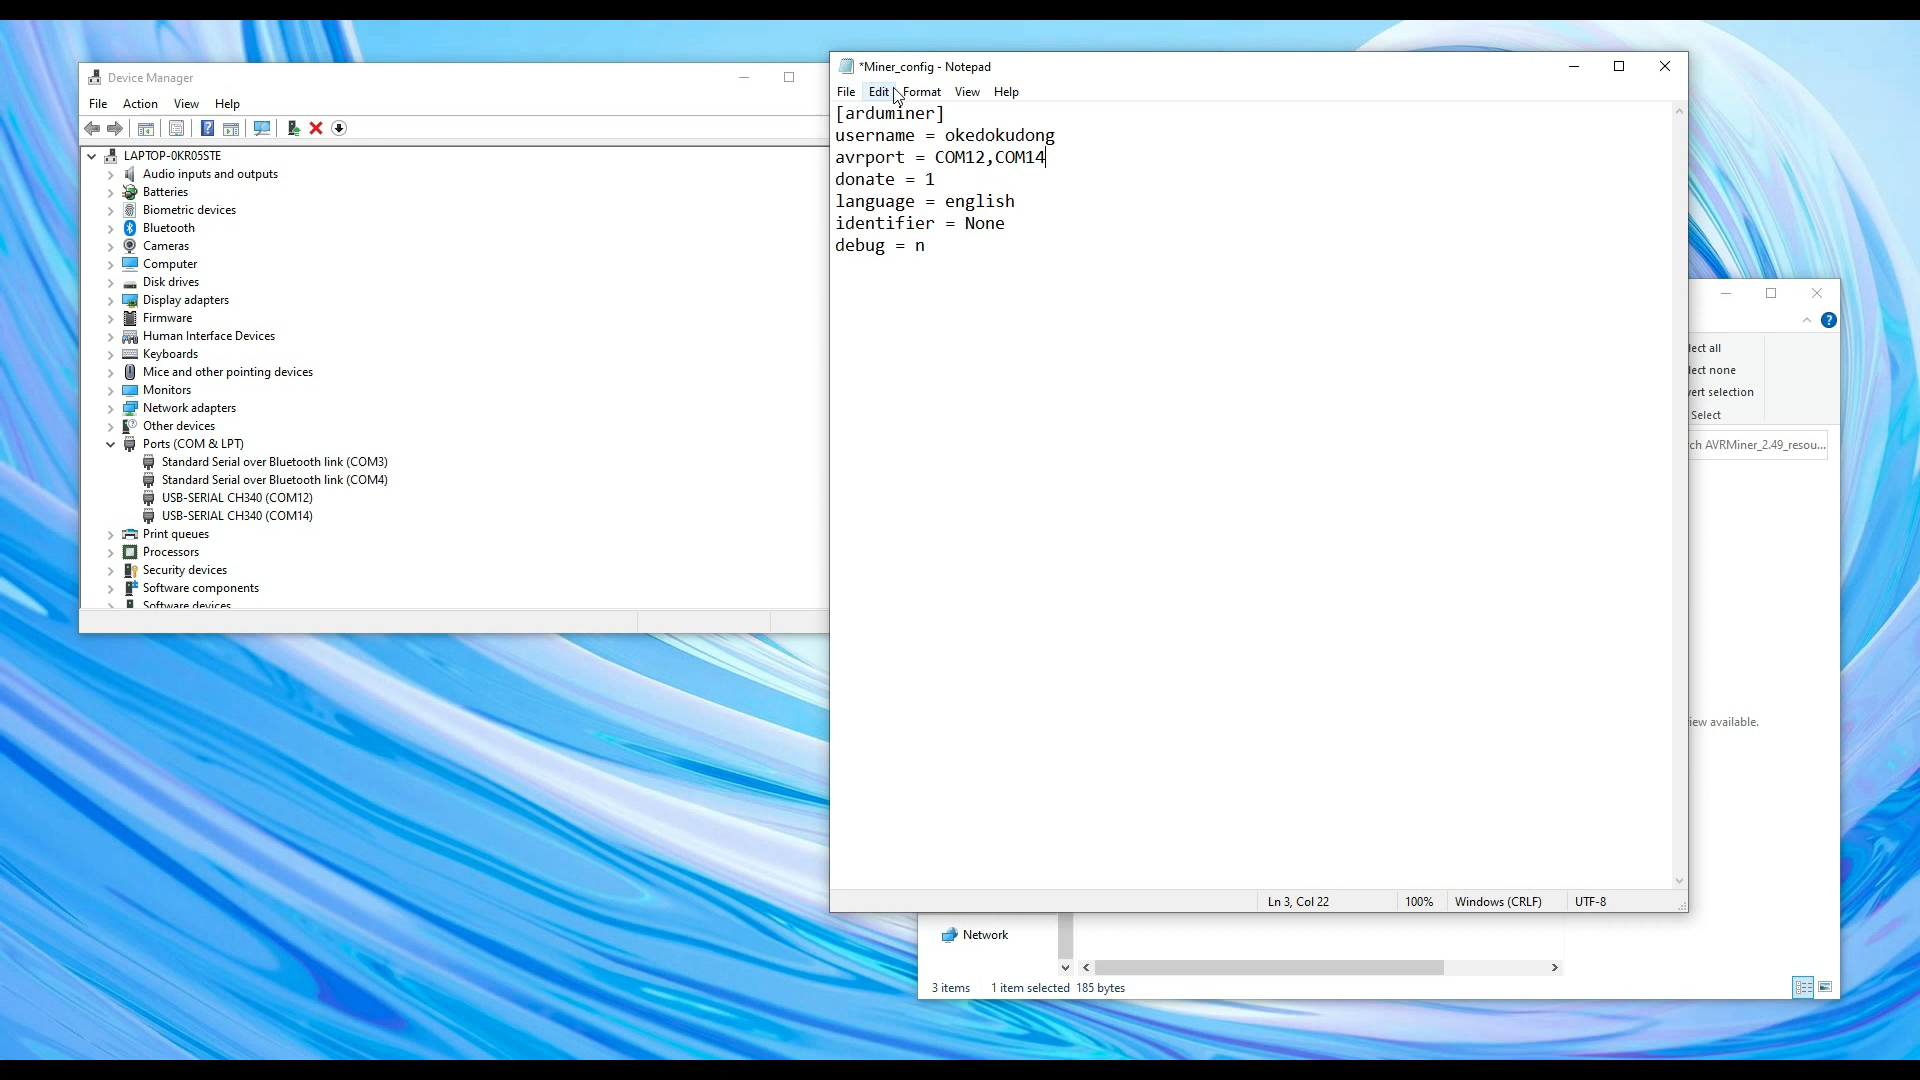 Device Manager
File Action View Help
LAPTOP-0KR05STE
Audio inputs and outputs
Batteries
Biometric devices
Bluetooth
Cameras
Computer
Disk drives
Display adapters
Firmware
Human Interface Devices
Keyboards
Mice and other pointing devices
Monitors
Network adapters
Other devices
Ports (COM & LPT)
Standard Serial over Bluetooth link (COM3)
Standard Serial over Bluetooth link (COM4)
USB-SERIAL CH340 (COM12)
USB-SERIAL CH340 (COM14)
Print queues
Processors
Security devices
Software components
Software devices
*Miner_config - Notepad
File Edit Format View Help
[arduminer]
username = okedokudong
avrport = COM12,COM14
donate = 1
language = english
identifier = None
debug = n
Ln 3, Col 22 100% Windows (CRLF) UTF-8
lect all
lect none
vert selection
Select
ch AVRMiner_2.49_resou...
iew available.
Network
3 items 1 item selected 185 bytes